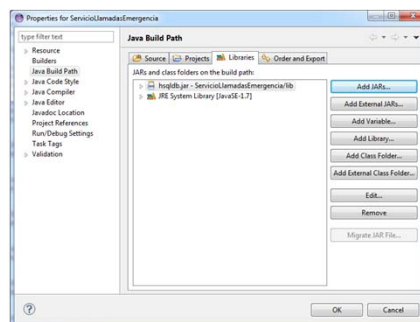 Properties for ServicioLlamadasEmergencia
type filter text
Resource
Builders
Java Build Path
Java Code Style
Java Compiler
Java Editor
Javadoc Location
Project References
Run/Debug Settings
Task Tags
Validation
Java Build Path
Source Projects Libraries Order and Export
JARs and class folders on the build path:
hsqldb.jar - ServicioLlamadasEmergencia/lib
JRE System Library [JavaSE-1.7]
Add JARs...
Add External JARs...
Add Variable...
Add Library...
Add Class Folder...
Add External Class Folder...
Edit...
Remove
Migrate JAR File...
OK Cancel